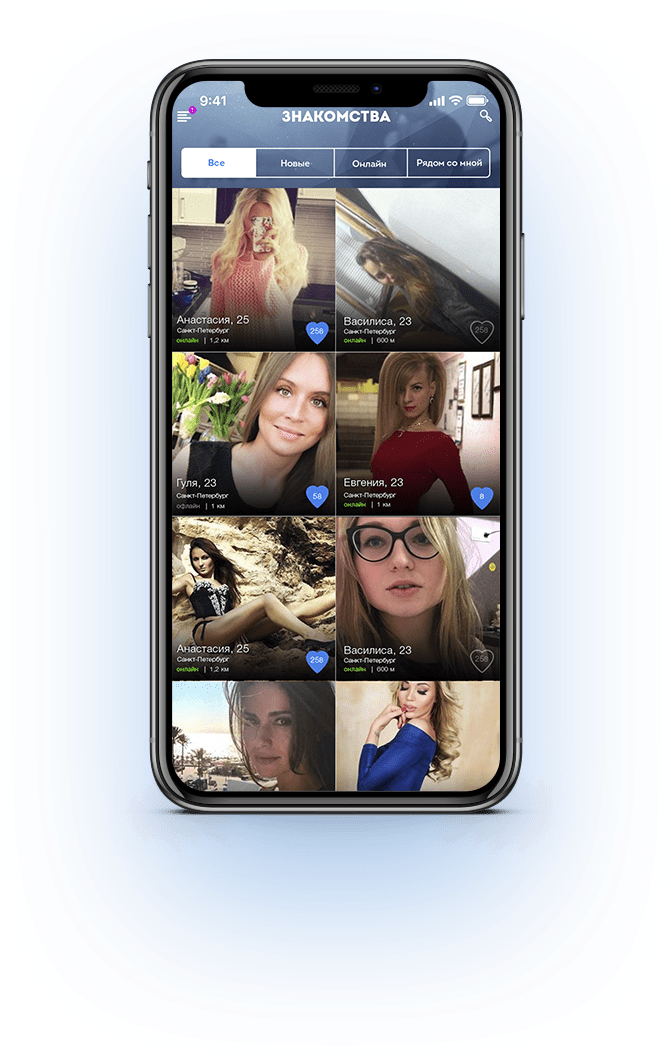 9:41
1
ЗНАКОМСТВА
Все
Новые
Онлайн
Рядом со мной
Анастасия, 25
Санкт-Петербург
онлайн | 1,2 км
258
Василиса, 23
Санкт-Петербург
онлайн | 600 м
258
Гуля, 23
Санкт-Петербург
офлайн | 1 км
58
Евгения, 23
Санкт-Петербург
онлайн | 1 км
8
Анастасия, 25
Санкт-Петербург
онлайн | 1,2 км
258
Василиса, 23
Санкт-Петербург
онлайн | 600 м
258